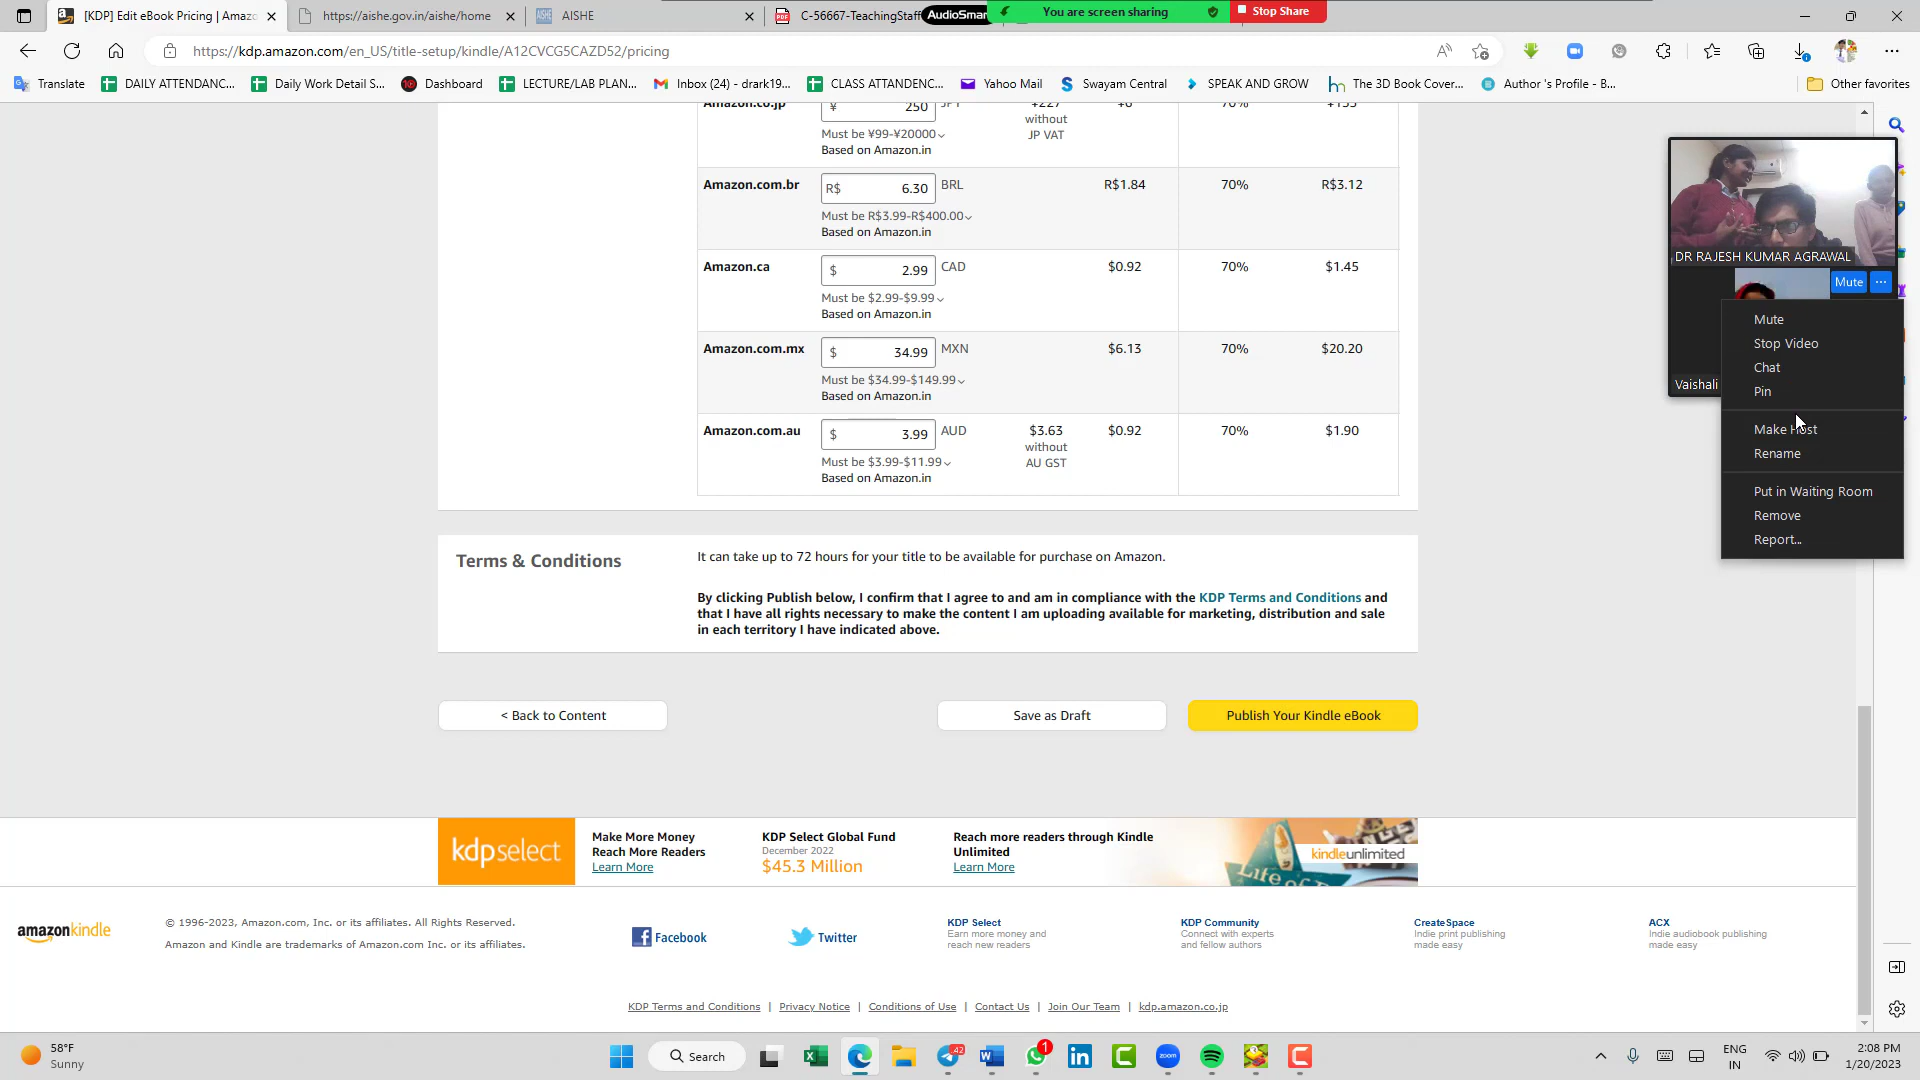 [KDP] Edit eBook Pricing | Amaz
https://aishe.gov.in/aishe/home
AISHE
C-56667-TeachingStaff
AudioSmar
You are screen sharing
Stop Share
https://kdp.amazon.com/en_US/title-setup/kindle/A12CVCG5CAZD52/pricing
Translate
DAILY ATTENDANC...
Daily Work Detail S...
Dashboard
LECTURE/LAB PLAN...
Inbox (24) - drark19...
CLASS ATTANDENC...
Yahoo Mail
Swayam Central
SPEAK AND GROW
The 3D Book Cover...
Author 's Profile - B...
Other favorites
Amazon.co.jp ¥ 250 JPY ¥227 ¥6 70% ¥153
without
JP VAT
Must be ¥99-¥20000
Based on Amazon.in
Amazon.com.br R$ 6.30 BRL R$1.84 70% R$3.12
Must be R$3.99-R$400.00
Based on Amazon.in
Amazon.ca $ 2.99 CAD $0.92 70% $1.45
Must be $2.99-$9.99
Based on Amazon.in
Amazon.com.mx $ 34.99 MXN $6.13 70% $20.20
Must be $34.99-$149.99
Based on Amazon.in
Amazon.com.au $ 3.99 AUD $3.63 $0.92 70% $1.90
without
AU GST
Must be $3.99-$11.99
Based on Amazon.in
DR RAJESH KUMAR AGRAWAL
Mute ...
Vaishali
Mute
Stop Video
Chat
Pin
Make Host
Rename
Put in Waiting Room
Remove
Report...
Terms & Conditions
It can take up to 72 hours for your title to be available for purchase on Amazon.
By clicking Publish below, I confirm that I agree to and am in compliance with the KDP Terms and Conditions and
that I have all rights necessary to make the content I am uploading available for marketing, distribution and sale
in each territory I have indicated above.
< Back to Content
Save as Draft
Publish Your Kindle eBook
kdpselect
Make More Money
Reach More Readers
Learn More
KDP Select Global Fund
December 2022
$45.3 Million
Reach more readers through Kindle
Unlimited
Learn More
kindleunlimited
Life of
amazonkindle
© 1996-2023, Amazon.com, Inc. or its affiliates. All Rights Reserved.
Amazon and Kindle are trademarks of Amazon.com Inc. or its affiliates.
Facebook
Twitter
KDP Select
Earn more money and
reach new readers
KDP Community
Connect with experts
and fellow authors
CreateSpace
Indie print publishing
made easy
ACX
Indie audiobook publishing
made easy
KDP Terms and Conditions | Privacy Notice | Conditions of Use | Contact Us | Join Our Team | kdp.amazon.co.jp
58°F
Sunny
Search
42
1
zoom
ENG
IN
2:08 PM
1/20/2023